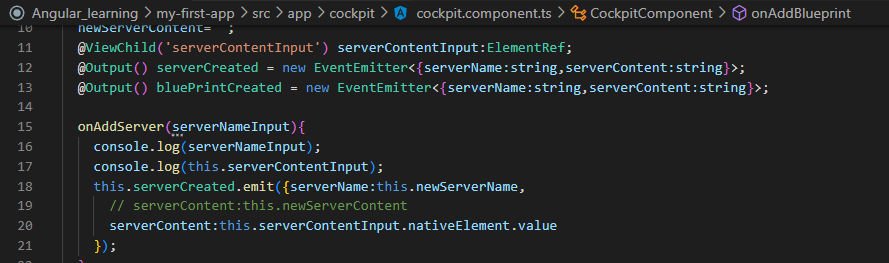 Angular_learning > my-first-app > src > app > cockpit > cockpit.component.ts > CockpitComponent > onAddBlueprint
10 newServerContent='';
11 @ViewChild('serverContentInput') serverContentInput:ElementRef;
12 @Output() serverCreated = new EventEmitter<{serverName:string,serverContent:string}>;
13 @Output() bluePrintCreated = new EventEmitter<{serverName:string,serverContent:string}>;
14
15 onAddServer(serverNameInput){
16 console.log(serverNameInput);
17 console.log(this.serverContentInput);
18 this.serverCreated.emit({serverName:this.newServerName,
19 // serverContent:this.newServerContent
20 serverContent:this.serverContentInput.nativeElement.value
21 });